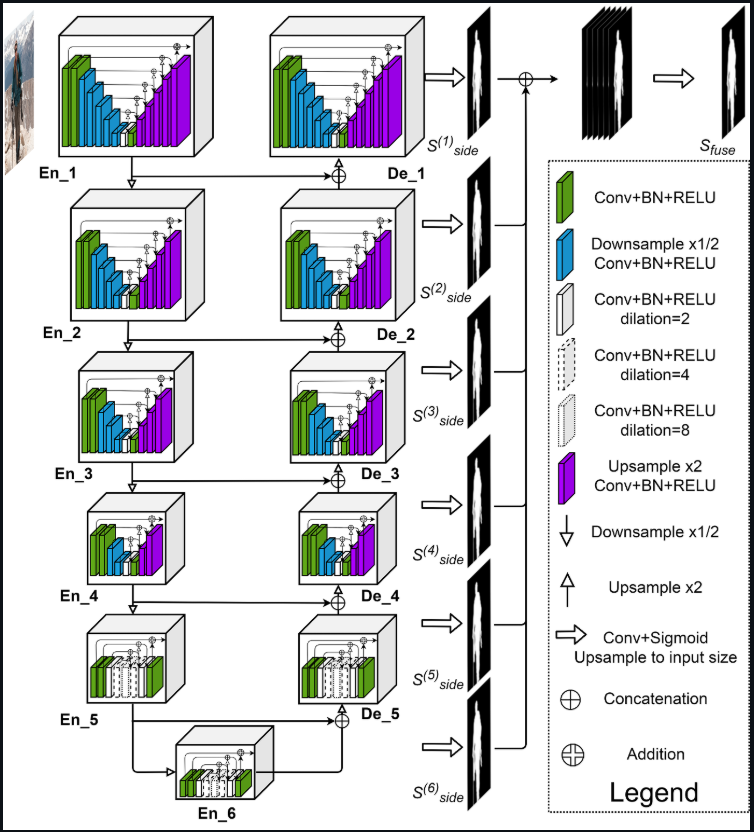 En_1
De_1
S(1)side
Sfuse
En_2
De_2
S(2)side
En_3
De_3
S(3)side
En_4
De_4
S(4)side
En_5
De_5
S(5)side
En_6
S(6)side
Conv+BN+RELU
Downsample x1/2
Conv+BN+RELU
Conv+BN+RELU
dilation=2
Conv+BN+RELU
dilation=4
Conv+BN+RELU
dilation=8
Upsample x2
Conv+BN+RELU
Downsample x1/2
Upsample x2
Conv+Sigmoid
Upsample to input size
Concatenation
Addition
Legend